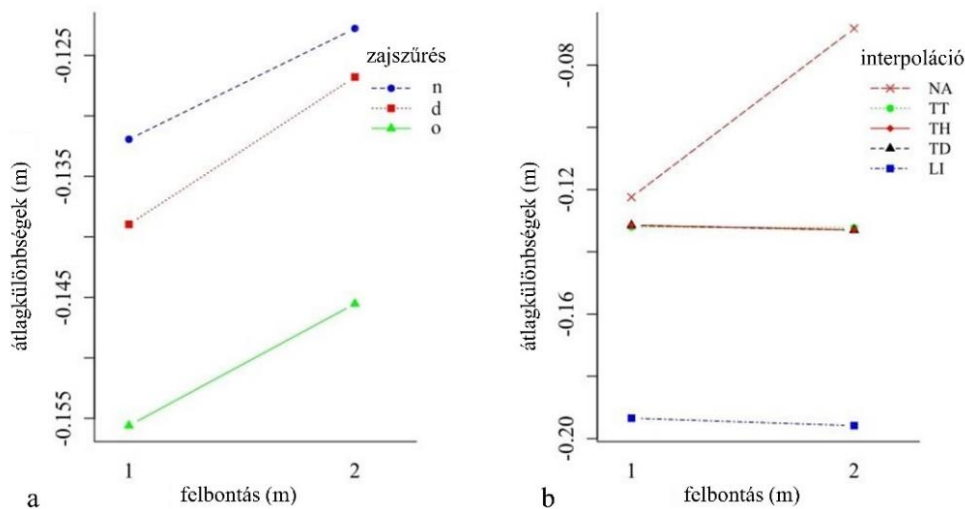 átlagkülönbségek (m)
-0.125
-0.135
-0.145
-0.155
zajszűrés
n
d
o
1
2
felbontás (m)
a
átlagkülönbségek (m)
-0.08
-0.12
-0.16
-0.20
interpoláció
NA
TT
TH
TD
LI
1
2
felbontás (m)
b